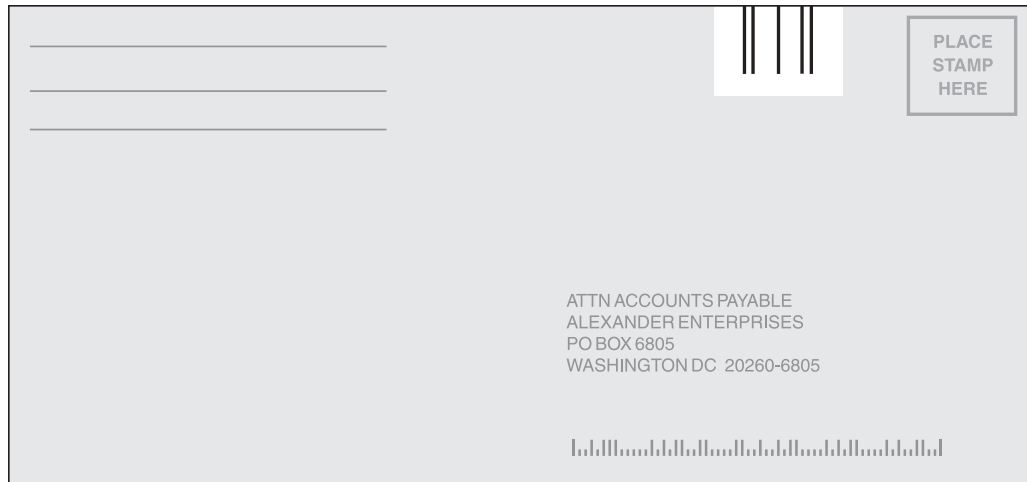 PLACE
STAMP
HERE
ATTN ACCOUNTS PAYABLE
ALEXANDER ENTERPRISES
PO BOX 6805
WASHINGTON DC 20260-6805